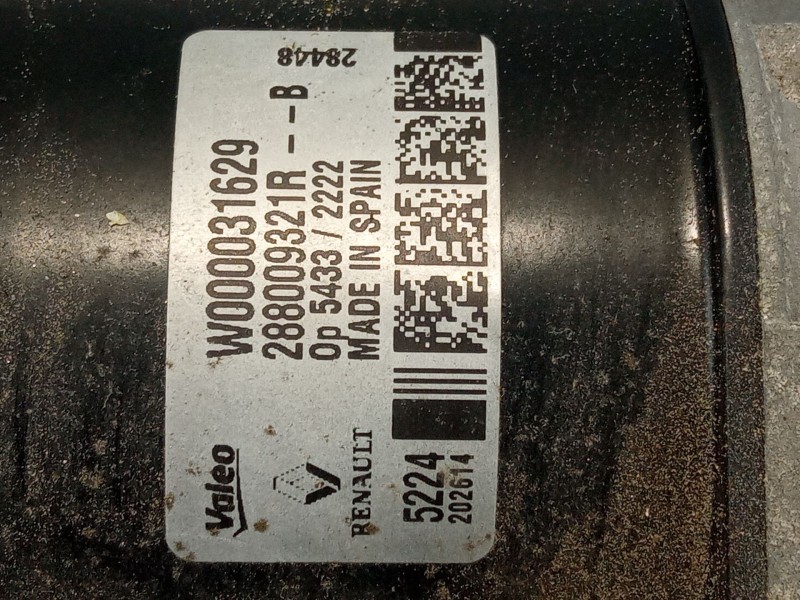 Valeo
W000031629
288009321R - - B
Op 5433 / 2222
MADE IN SPAIN
28448
RENAULT
5224
202614